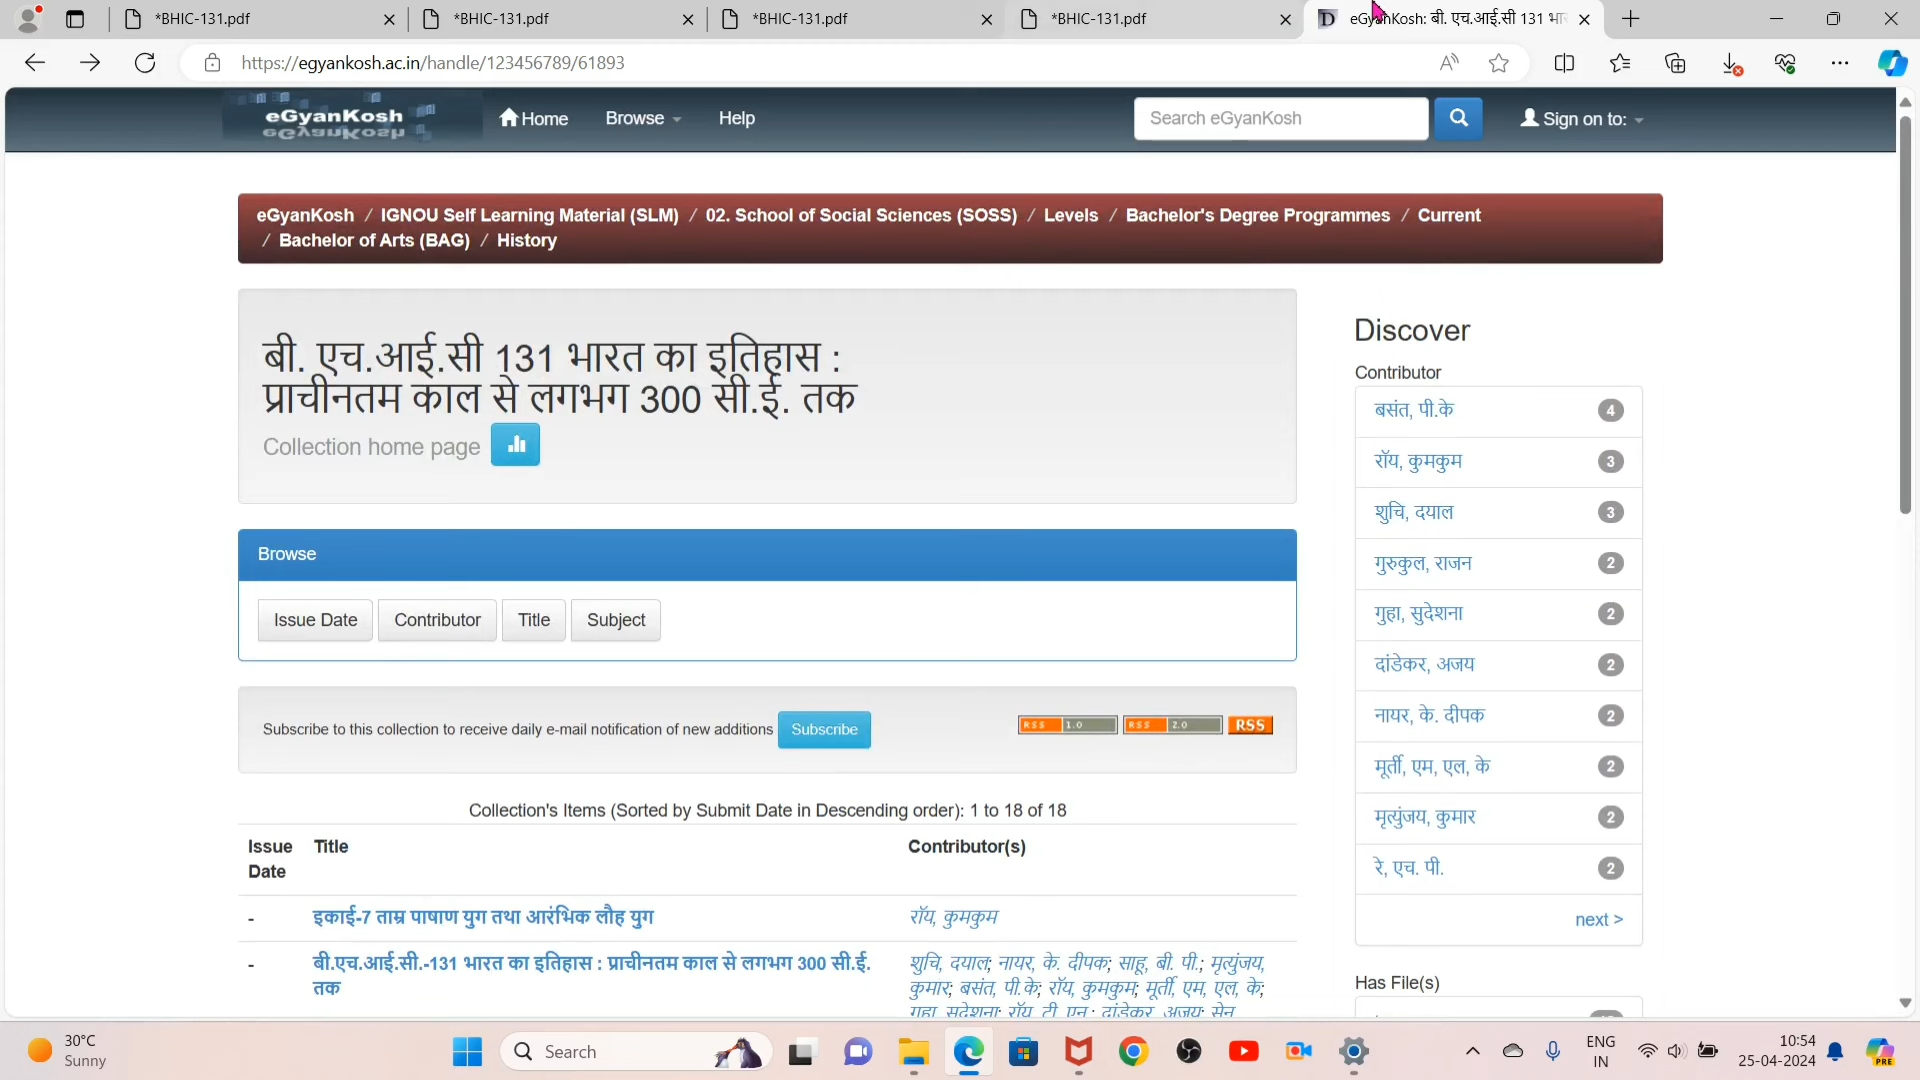 *BHIC-131.pdf
*BHIC-131.pdf
*BHIC-131.pdf
*BHIC-131.pdf
eGyanKosh: बी. एच.आई.सी 131
https://egyankosh.ac.in/handle/123456789/61893
eGyanKosh
Home
Browse
Help
Search eGyanKosh
Sign on to:
eGyanKosh / IGNOU Self Learning Material (SLM) / 02. School of Social Sciences (SOSS) / Levels / Bachelor's Degree Programmes / Current
/ Bachelor of Arts (BAG) / History
बी. एच.आई.सी 131 भारत का इतिहास :
प्राचीनतम काल से लगभग 300 सी.ई. तक
Collection home page
Browse
Issue Date
Contributor
Title
Subject
Subscribe to this collection to receive daily e-mail notification of new additions
Subscribe
RSS 1.0
RSS 2.0
RSS
Collection's Items (Sorted by Submit Date in Descending order): 1 to 18 of 18
Issue Date
Title
Contributor(s)
- इकाई-7 ताम्र पाषाण युग तथा आरंभिक लौह युग रॉय, कुमकुम
- बी.एच.आई.सी.-131 भारत का इतिहास : प्राचीनतम काल से लगभग 300 सी.ई.
तक
शुचि, दयाल; नायर, के. दीपक; साहू, बी. पी.; मृत्युंजय,
कुमार; बसंत, पी.के; रॉय, कुमकुम; मूर्ती, एम, एल, के;
गुहा, सुदेशना; रॉय, टी. एन.; दांडेकर, अजय; सेन
Discover
Contributor
बसंत, पी.के 4
रॉय, कुमकुम 3
शुचि, दयाल 3
गुरुकुल, राजन 2
गुहा, सुदेशना 2
दांडेकर, अजय 2
नायर, के. दीपक 2
मूर्ती, एम, एल, के 2
मृत्युंजय, कुमार 2
रे, एच. पी. 2
next >
Has File(s)
30°C
Sunny
Search
ENG
IN
10:54
25-04-2024
PRE